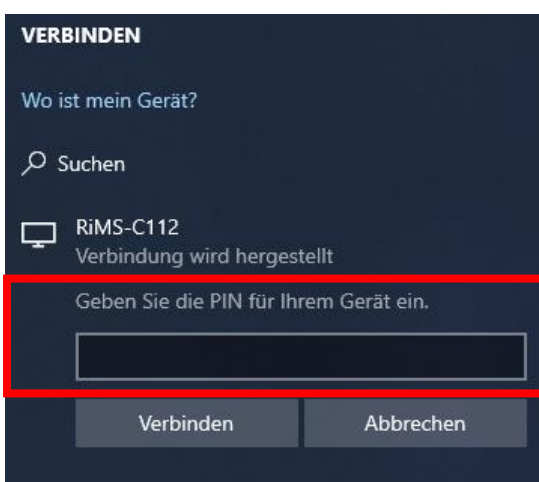 VERBINDEN
Wo ist mein Gerät?
Suchen
RiMS-C112
Verbindung wird hergestellt
Geben Sie die PIN für Ihrem Gerät ein.
Verbinden
Abbrechen